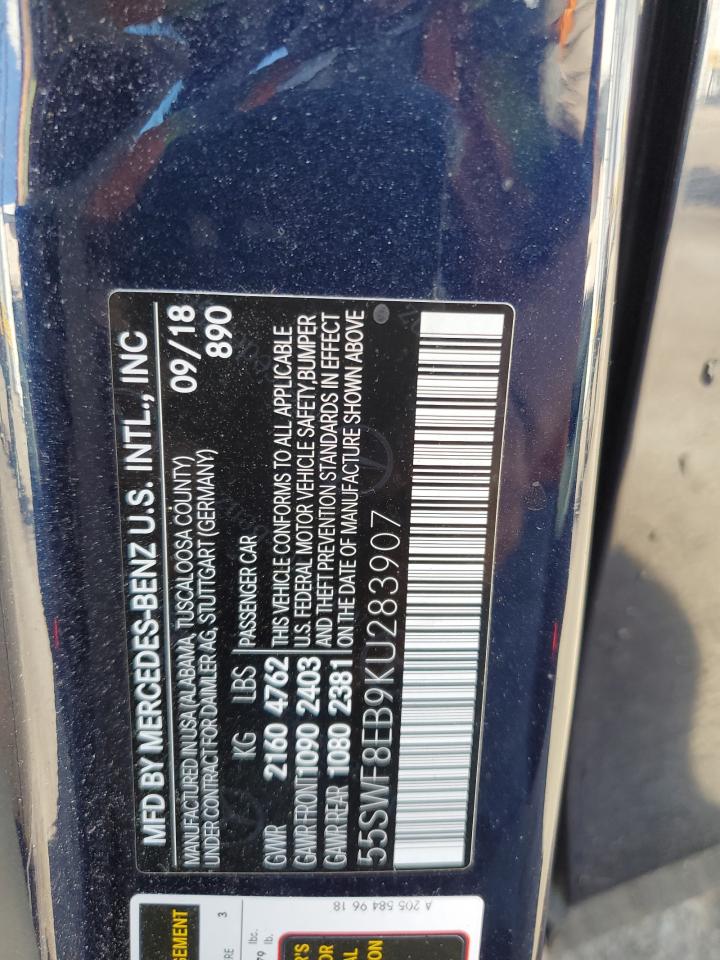 MFD BY MERCEDES-BENZ U.S. INTL., INC
MANUFACTURED IN USA (ALABAMA, TUSCALOOSA COUNTY)
UNDER CONTRACT FOR DAIMLER AG, STUTTGART (GERMANY)
09/18
890
KG LBS
GVWR 2160 4762
GAWR FRONT 1090 2403
GAWR REAR 1080 2381
PASSENGER CAR
THIS VEHICLE CONFORMS TO ALL APPLICABLE
U.S. FEDERAL MOTOR VEHICLE SAFETY,BUMPER
AND THEFT PREVENTION STANDARDS IN EFFECT
ON THE DATE OF MANUFACTURE SHOWN ABOVE
55SWF8EB9KU283907
A 205 584 96 18
3
lbc.
lb.